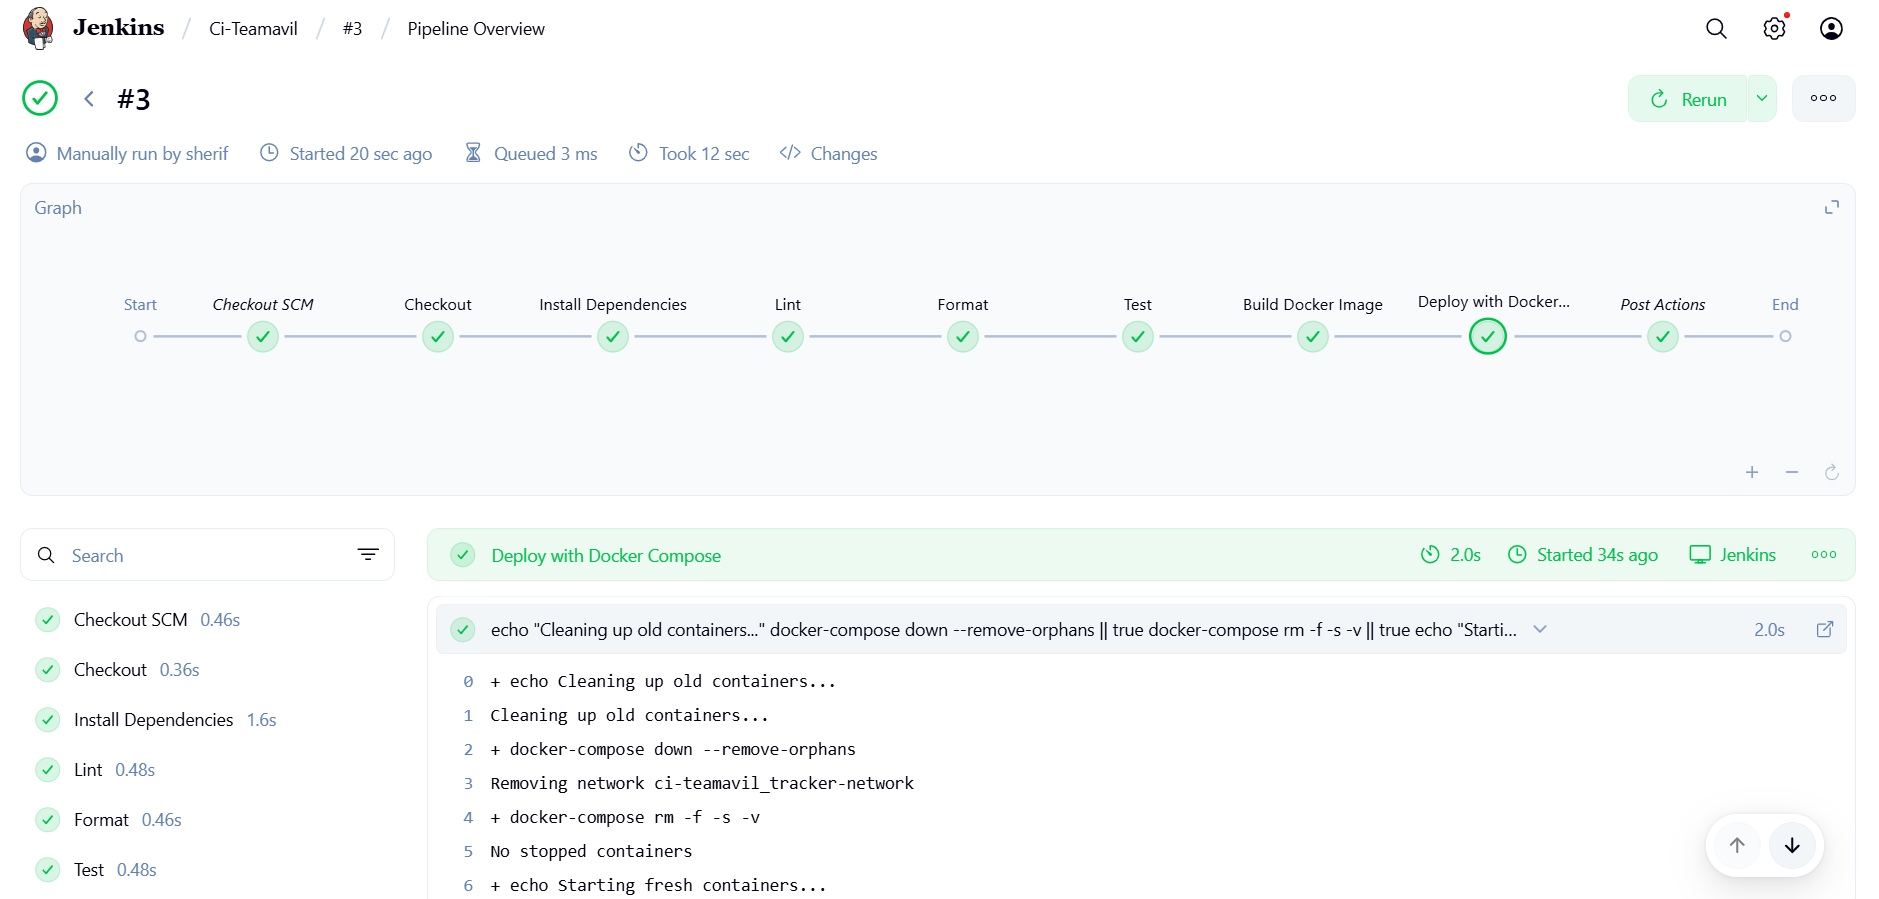 Jenkins / Ci-Teamavil / #3 / Pipeline Overview
#3
Rerun
Manually run by sherif Started 20 sec ago Queued 3 ms Took 12 sec </> Changes
Graph
Start Checkout SCM Checkout Install Dependencies Lint Format Test Build Docker Image Deploy with Docker... Post Actions End
Search
Deploy with Docker Compose 2.0s Started 34s ago Jenkins
echo "Cleaning up old containers..." docker-compose down --remove-orphans || true docker-compose rm -f -s -v || true echo "Starti... 2.0s
Checkout SCM 0.46s
Checkout 0.36s
Install Dependencies 1.6s
Lint 0.48s
Format 0.46s
Test 0.48s
0 + echo Cleaning up old containers...
1 Cleaning up old containers...
2 + docker-compose down --remove-orphans
3 Removing network ci-teamavil_tracker-network
4 + docker-compose rm -f -s -v
5 No stopped containers
6 + echo Starting fresh containers...